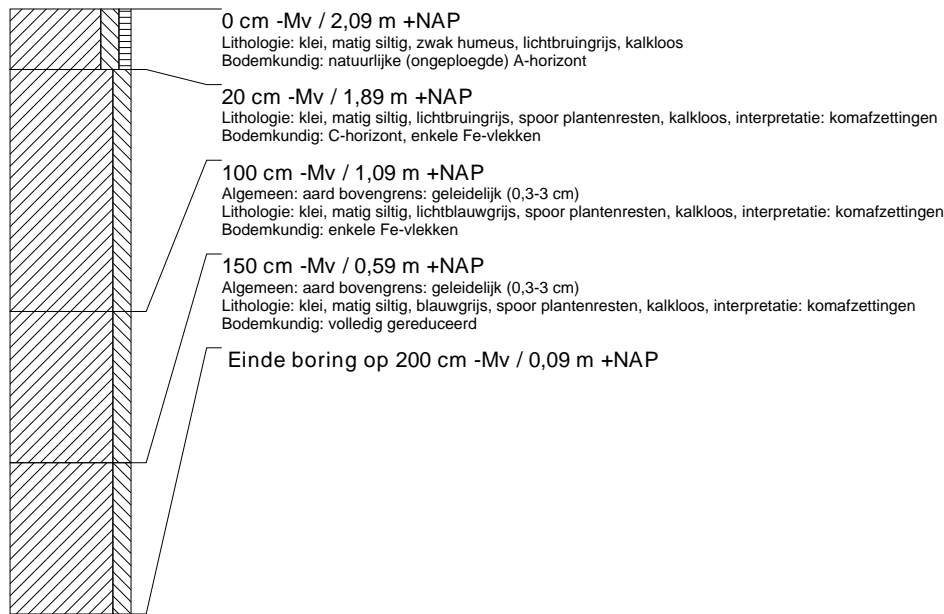 0 cm -Mv / 2,09 m +NAP
Lithologie: klei, matig siltig, zwak humeus, lichtbruingrijs, kalkloos
Bodemkundig: natuurlijke (ongeploegde) A-horizont
20 cm -Mv / 1,89 m +NAP
Lithologie: klei, matig siltig, lichtbruingrijs, spoor plantenresten, kalkloos, interpretatie: komafzettingen
Bodemkundig: C-horizont, enkele Fe-vlekken
100 cm -Mv / 1,09 m +NAP
Algemeen: aard bovengrens: geleidelijk (0,3-3 cm)
Lithologie: klei, matig siltig, lichtblauwgrijs, spoor plantenresten, kalkloos, interpretatie: komafzettingen
Bodemkundig: enkele Fe-vlekken
150 cm -Mv / 0,59 m +NAP
Algemeen: aard bovengrens: geleidelijk (0,3-3 cm)
Lithologie: klei, matig siltig, blauwgrijs, spoor plantenresten, kalkloos, interpretatie: komafzettingen
Bodemkundig: volledig gereduceerd
Einde boring op 200 cm -Mv / 0,09 m +NAP